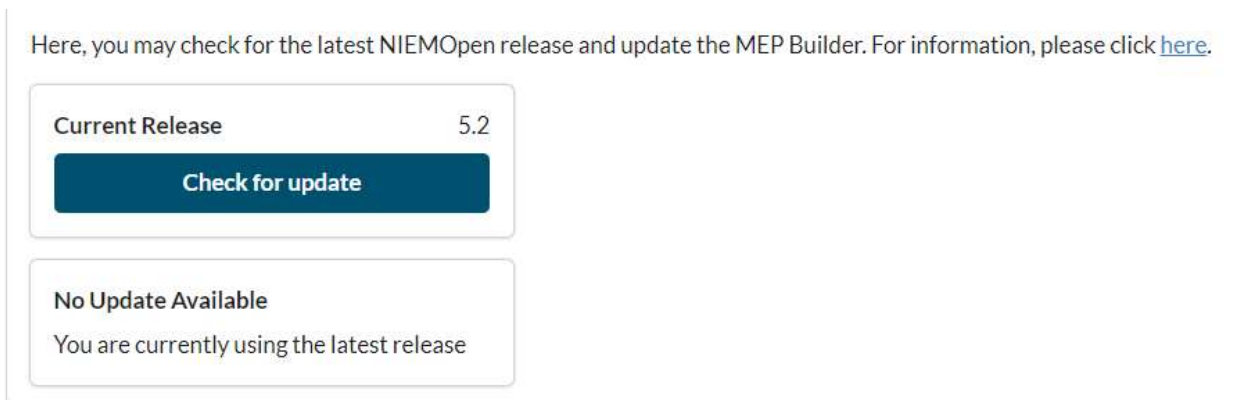 Here, you may check for the latest NIEMOpen release and update the MEP Builder. For information, please click here.
Current Release 5.2
Check for update
No Update Available
You are currently using the latest release